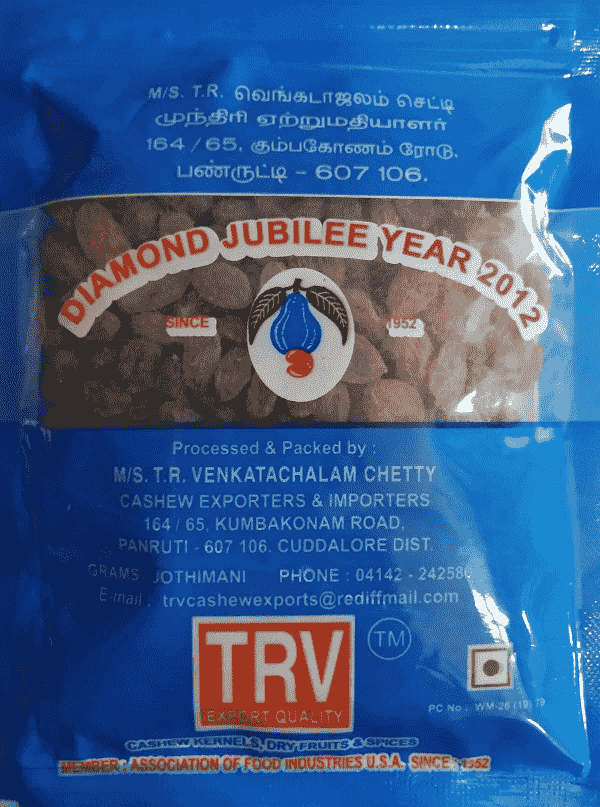 M/S. T.R. வெங்கடாஜலம் செட்டி
முந்திரி ஏற்றுமதியாளர்
164 / 65, கும்பகோணம் ரோடு,
பண்ருட்டி - 607 106.
DIAMOND JUBILEE YEAR 2012
SINCE 1952
Processed & Packed by :
M/S. T.R. VENKATACHALAM CHETTY
CASHEW EXPORTERS & IMPORTERS
164 / 65, KUMBAKONAM ROAD,
PANRUTI - 607 106. CUDDALORE DIST.
GRAMS JOTHIMANI PHONE : 04142 - 242580
E-mail : trvcashewexports@rediffmail.com
TRV TM
EXPORT QUALITY
PC No : WM-26
CASHEW KERNELS, DRY FRUITS & SPICES
MEMBER : ASSOCIATION OF FOOD INDUSTRIES U.S.A. SINCE : 1952